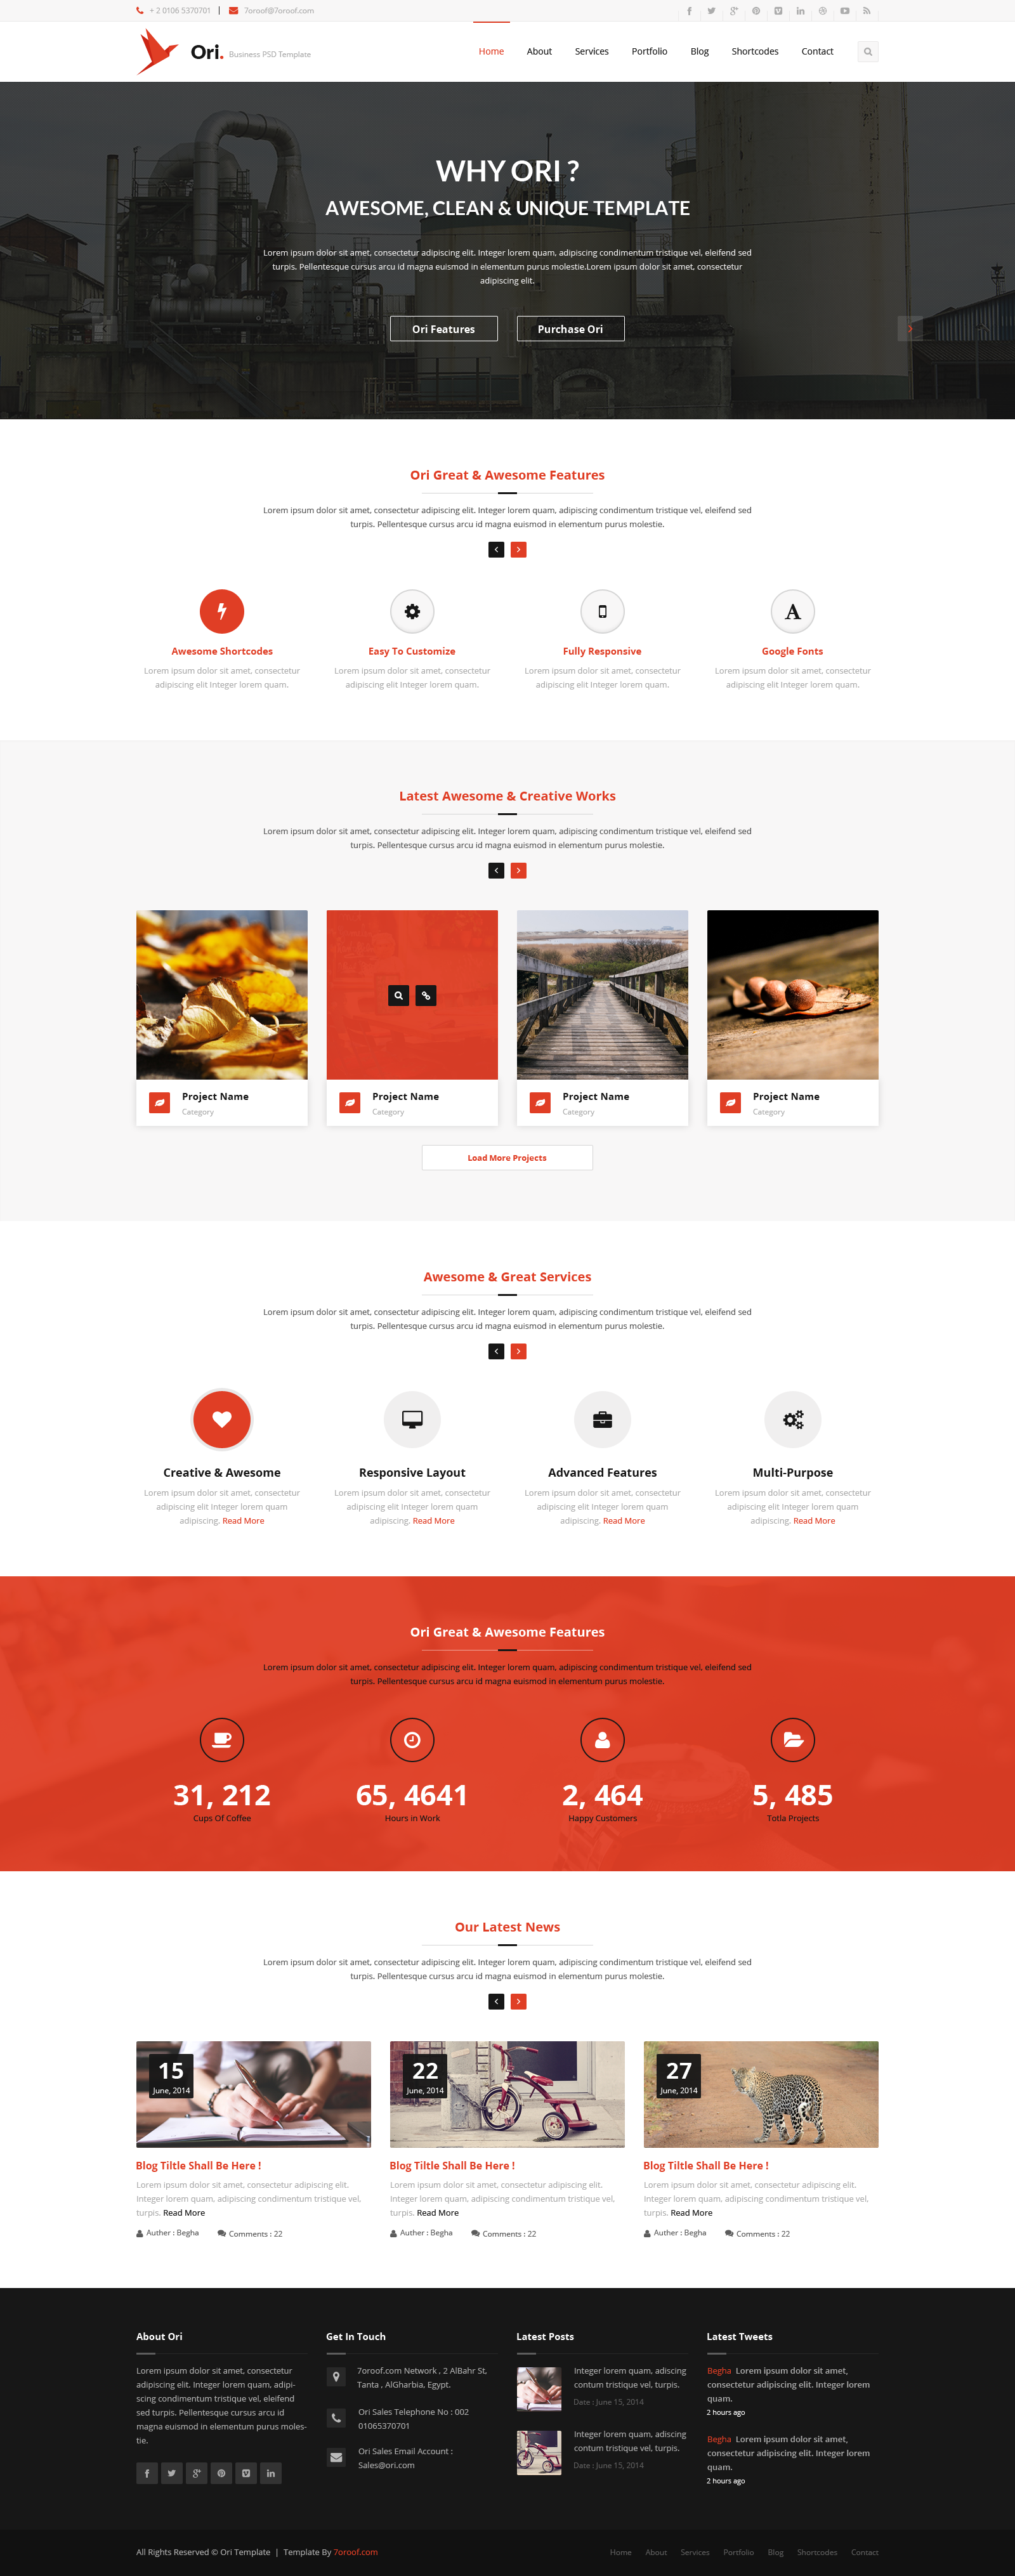 + 2 0106 5370701 | 7oroof@7oroof.com
Ori. Business PSD Template
Home About Services Portfolio Blog Shortcodes Contact
WHY ORI ?
AWESOME, CLEAN & UNIQUE TEMPLATE
Lorem ipsum dolor sit amet, consectetur adipiscing elit. Integer lorem quam, adipiscing condimentum tristique vel, eleifend sed
turpis. Pellentesque cursus arcu id magna euismod in elementum purus molestie.Lorem ipsum dolor sit amet, consectetur
adipiscing elit.
Ori Features Purchase Ori
Ori Great & Awesome Features
Lorem ipsum dolor sit amet, consectetur adipiscing elit. Integer lorem quam, adipiscing condimentum tristique vel, eleifend sed
turpis. Pellentesque cursus arcu id magna euismod in elementum purus molestie.
Awesome Shortcodes
Lorem ipsum dolor sit amet, consectetur
adipiscing elit Integer lorem quam.
Easy To Customize
Lorem ipsum dolor sit amet, consectetur
adipiscing elit Integer lorem quam.
Fully Responsive
Lorem ipsum dolor sit amet, consectetur
adipiscing elit Integer lorem quam.
Google Fonts
Lorem ipsum dolor sit amet, consectetur
adipiscing elit Integer lorem quam.
Latest Awesome & Creative Works
Lorem ipsum dolor sit amet, consectetur adipiscing elit. Integer lorem quam, adipiscing condimentum tristique vel, eleifend sed
turpis. Pellentesque cursus arcu id magna euismod in elementum purus molestie.
Project Name
Category
Project Name
Category
Project Name
Category
Project Name
Category
Load More Projects
Awesome & Great Services
Lorem ipsum dolor sit amet, consectetur adipiscing elit. Integer lorem quam, adipiscing condimentum tristique vel, eleifend sed
turpis. Pellentesque cursus arcu id magna euismod in elementum purus molestie.
Creative & Awesome
Lorem ipsum dolor sit amet, consectetur
adipiscing elit Integer lorem quam
adipiscing. Read More
Responsive Layout
Lorem ipsum dolor sit amet, consectetur
adipiscing elit Integer lorem quam
adipiscing. Read More
Advanced Features
Lorem ipsum dolor sit amet, consectetur
adipiscing elit Integer lorem quam
adipiscing. Read More
Multi-Purpose
Lorem ipsum dolor sit amet, consectetur
adipiscing elit Integer lorem quam
adipiscing. Read More
Ori Great & Awesome Features
Lorem ipsum dolor sit amet, consectetur adipiscing elit. Integer lorem quam, adipiscing condimentum tristique vel, eleifend sed
turpis. Pellentesque cursus arcu id magna euismod in elementum purus molestie.
31, 212
Cups Of Coffee
65, 4641
Hours in Work
2, 464
Happy Customers
5, 485
Totla Projects
Our Latest News
Lorem ipsum dolor sit amet, consectetur adipiscing elit. Integer lorem quam, adipiscing condimentum tristique vel, eleifend sed
turpis. Pellentesque cursus arcu id magna euismod in elementum purus molestie.
15
June, 2014
Blog Tiltle Shall Be Here !
Lorem ipsum dolor sit amet, consectetur adipiscing elit.
Integer lorem quam, adipiscing condimentum tristique vel,
turpis. Read More
Auther : Begha Comments : 22
22
June, 2014
Blog Tiltle Shall Be Here !
Lorem ipsum dolor sit amet, consectetur adipiscing elit.
Integer lorem quam, adipiscing condimentum tristique vel,
turpis. Read More
Auther : Begha Comments : 22
27
June, 2014
Blog Tiltle Shall Be Here !
Lorem ipsum dolor sit amet, consectetur adipiscing elit.
Integer lorem quam, adipiscing condimentum tristique vel,
turpis. Read More
Auther : Begha Comments : 22
About Ori
Lorem ipsum dolor sit amet, consectetur
adipiscing elit. Integer lorem quam, adipi-
scing condimentum tristique vel, eleifend
sed turpis. Pellentesque cursus arcu id
magna euismod in elementum purus moles-
tie.
Get In Touch
7oroof.com Network , 2 AlBahr St,
Tanta , AlGharbia, Egypt.
Ori Sales Telephone No : 002
01065370701
Ori Sales Email Account :
Sales@ori.com
Latest Posts
Integer lorem quam, adiscing
contum tristique vel, turpis.
Date : June 15, 2014
Integer lorem quam, adiscing
contum tristique vel, turpis.
Date : June 15, 2014
Latest Tweets
Begha Lorem ipsum dolor sit amet,
consectetur adipiscing elit. Integer lorem
quam.
2 hours ago
Begha Lorem ipsum dolor sit amet,
consectetur adipiscing elit. Integer lorem
quam.
2 hours ago
All Rights Reserved © Ori Template | Template By 7oroof.com
Home About Services Portfolio Blog Shortcodes Contact